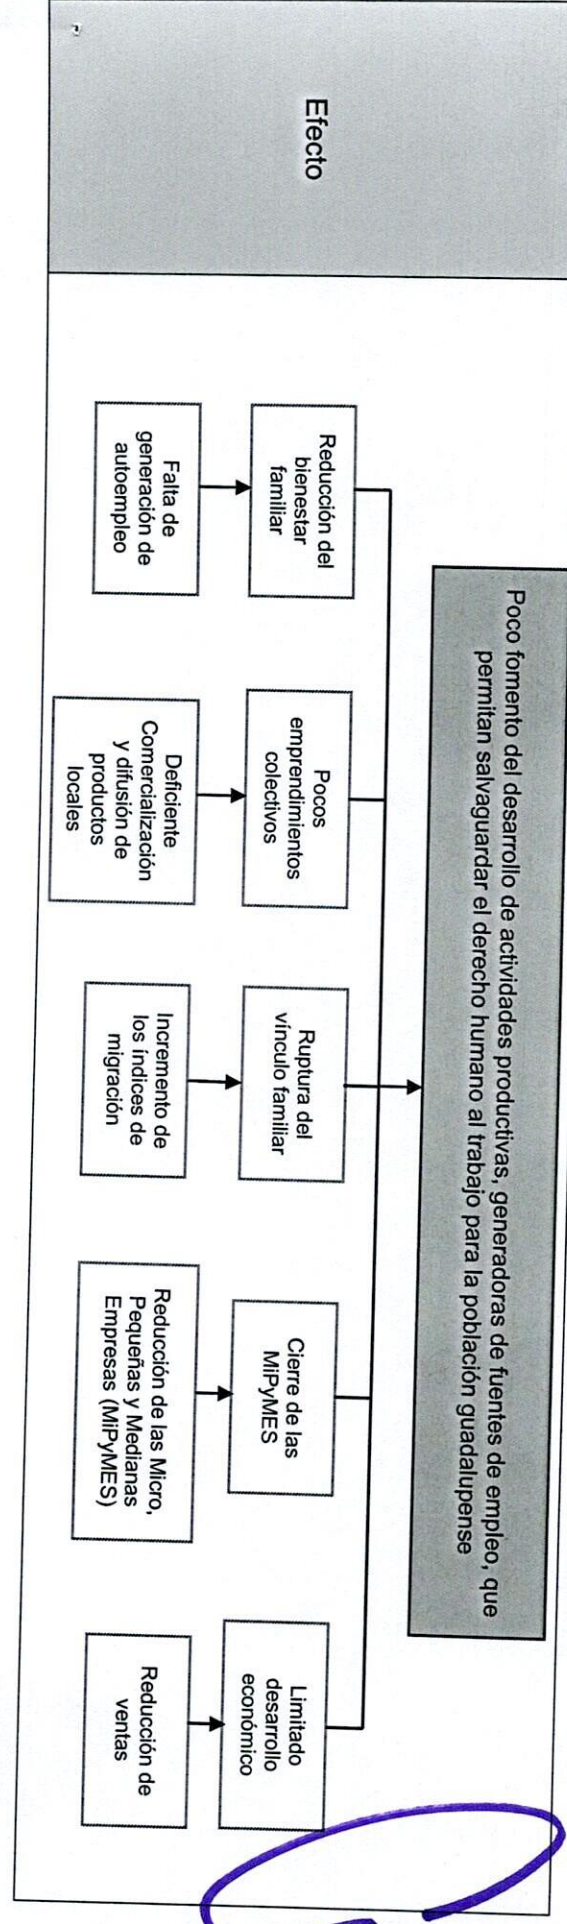 Efecto
Poco fomento del desarrollo de actividades productivas, generadoras de fuentes de empleo, que
permitan salvaguardar el derecho humano al trabajo para la población guadalupense
Reducción del
bienestar
familiar
Pocos
emprendimientos
colectivos
Ruptura del
vínculo familiar
Cierre de las
MiPyMES
Limitado
desarrollo
económico
Falta de
generación de
autoempleo
Deficiente
Comercialización
y difusión de
productos
locales
Incremento de
los índices de
migración
Reducción de las Micro,
Pequeñas y Medianas
Empresas (MiPyMES)
Reducción de
ventas